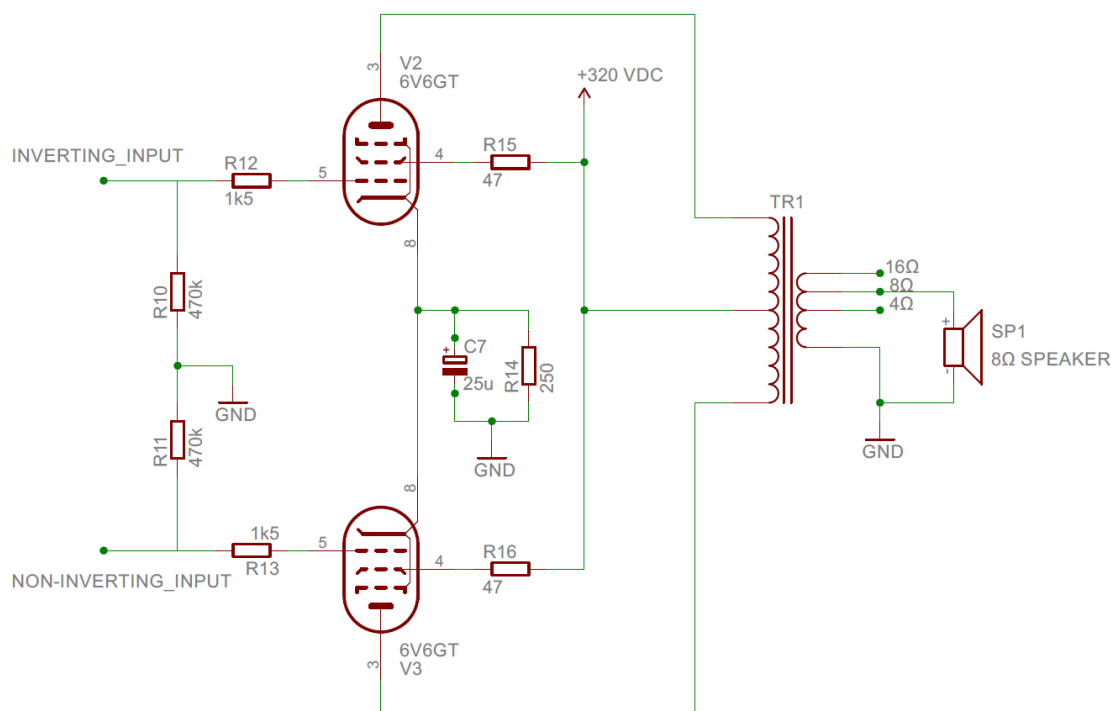 V2
6V6GT
3
+320 VDC
INVERTING_INPUT
R12
1k5
5
4
R15
47
TR1
8
16Ω
8Ω
4Ω
R10
470k
C7
25u
R14
250
+
+
-
SP1
8Ω SPEAKER
GND
GND
GND
R11
470k
8
1k5
R13
5
4
R16
47
NON-INVERTING_INPUT
6V6GT
V3
3